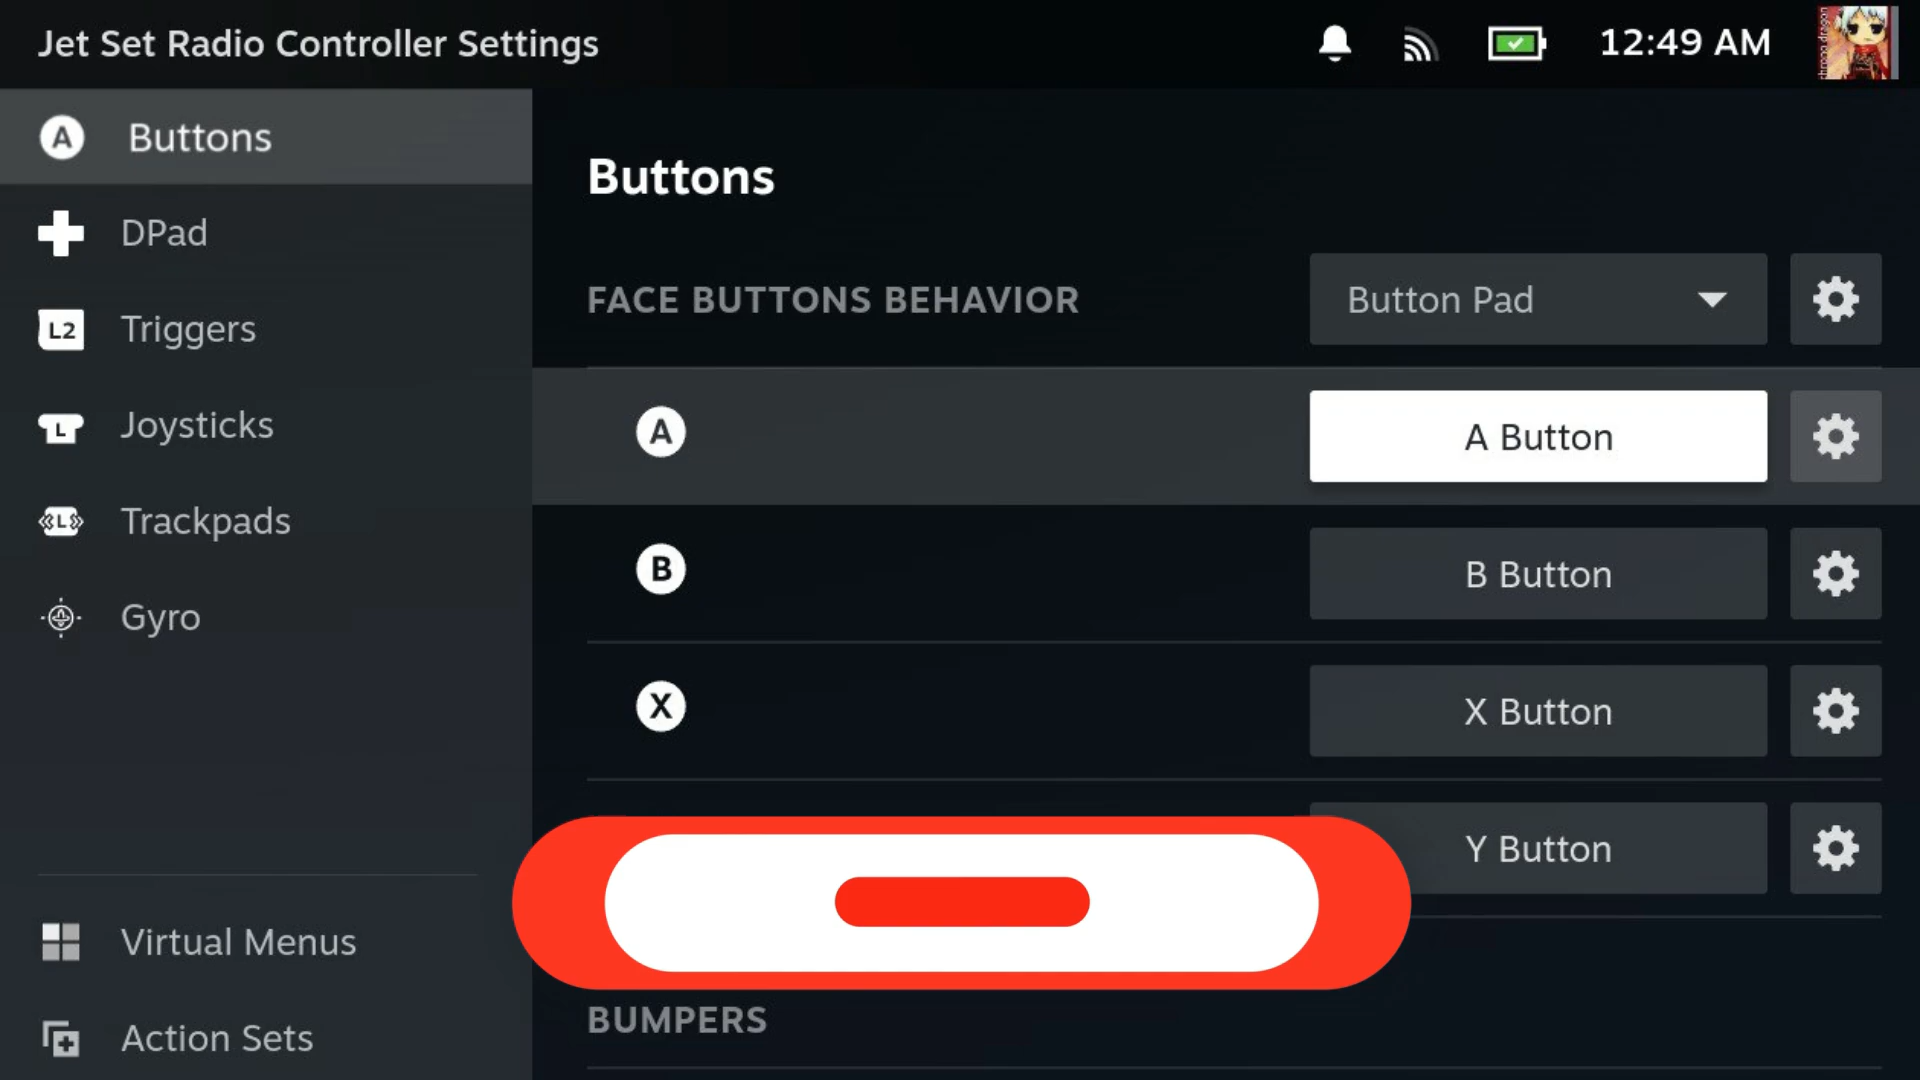 Jet Set Radio Controller Settings
12:49 AM
A Buttons
DPad
L2 Triggers
L Joysticks
L Trackpads
Gyro
Virtual Menus
Action Sets
Buttons
FACE BUTTONS BEHAVIOR
Button Pad
A
A Button
B
B Button
X
X Button
Y Button
BUMPERS